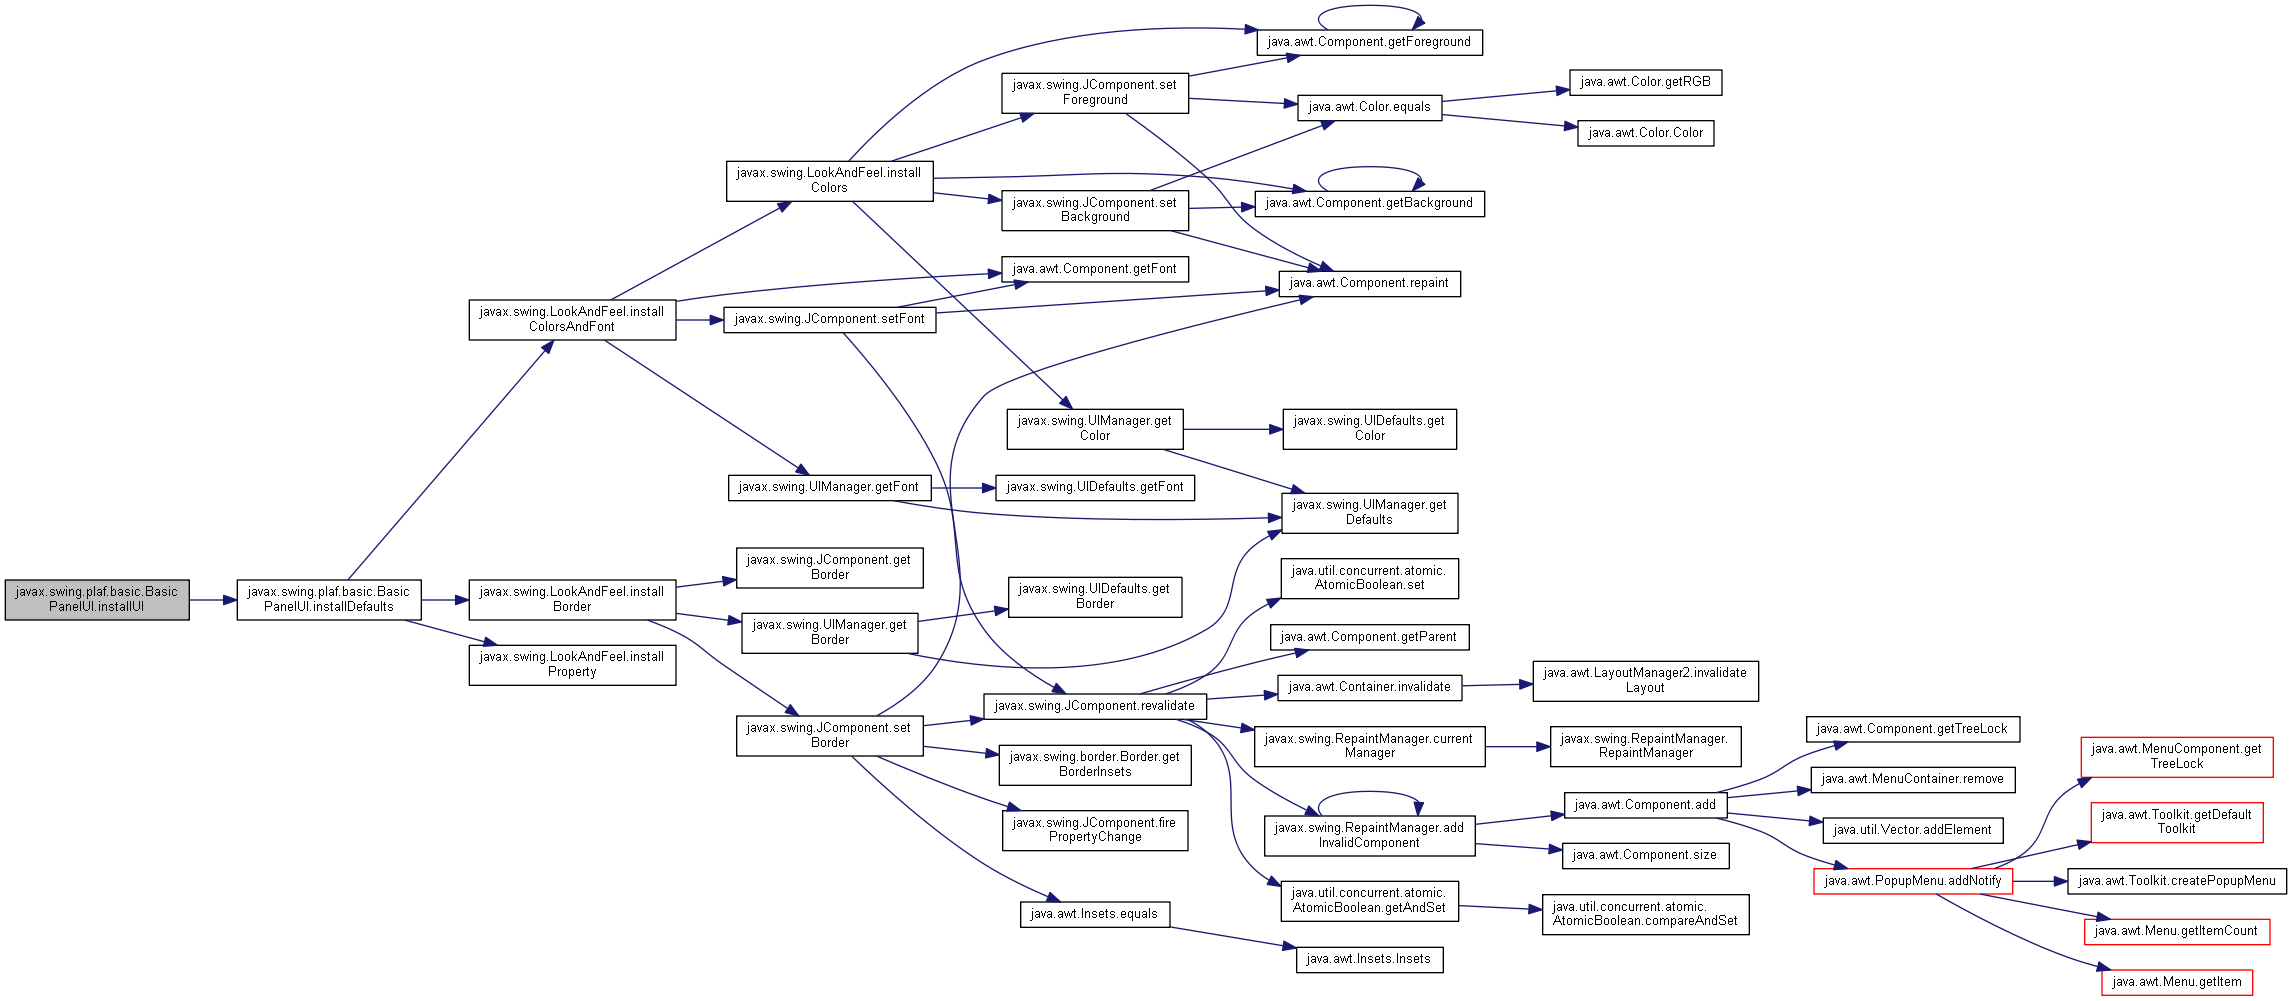 javax.swing.plaf.basic.Basic
PanelUI.installUI
javax.swing.plaf.basic.Basic
PanelUI.installDefaults
javax.swing.LookAndFeel.install
ColorsAndFont
javax.swing.LookAndFeel.install
Border
javax.swing.LookAndFeel.install
Property
javax.swing.LookAndFeel.install
Colors
javax.swing.JComponent.setFont
javax.swing.UIManager.getFont
javax.swing.JComponent.get
Border
javax.swing.UIManager.get
Border
javax.swing.JComponent.set
Border
javax.swing.JComponent.set
Foreground
javax.swing.JComponent.set
Background
java.awt.Component.getFont
javax.swing.UIManager.get
Color
javax.swing.UIDefaults.getFont
javax.swing.UIDefaults.get
Border
javax.swing.JComponent.revalidate
javax.swing.border.Border.get
BorderInsets
javax.swing.JComponent.fire
PropertyChange
java.awt.Insets.equals
java.awt.Component.getForeground
java.awt.Color.equals
java.awt.Component.getBackground
java.awt.Component.repaint
javax.swing.UIDefaults.get
Color
javax.swing.UIManager.get
Defaults
java.util.concurrent.atomic.
AtomicBoolean.set
java.awt.Component.getParent
java.awt.Container.invalidate
javax.swing.RepaintManager.current
Manager
javax.swing.RepaintManager.add
InvalidComponent
java.util.concurrent.atomic.
AtomicBoolean.getAndSet
java.awt.Insets.Insets
java.awt.Color.getRGB
java.awt.Color.Color
java.awt.LayoutManager2.invalidate
Layout
javax.swing.RepaintManager.
RepaintManager
java.awt.Component.add
java.awt.Component.size
java.util.concurrent.atomic.
AtomicBoolean.compareAndSet
java.awt.Component.getTreeLock
java.awt.MenuContainer.remove
java.util.Vector.addElement
java.awt.PopupMenu.addNotify
java.awt.MenuComponent.get
TreeLock
java.awt.Toolkit.getDefault
Toolkit
java.awt.Toolkit.createPopupMenu
java.awt.Menu.getItemCount
java.awt.Menu.getItem